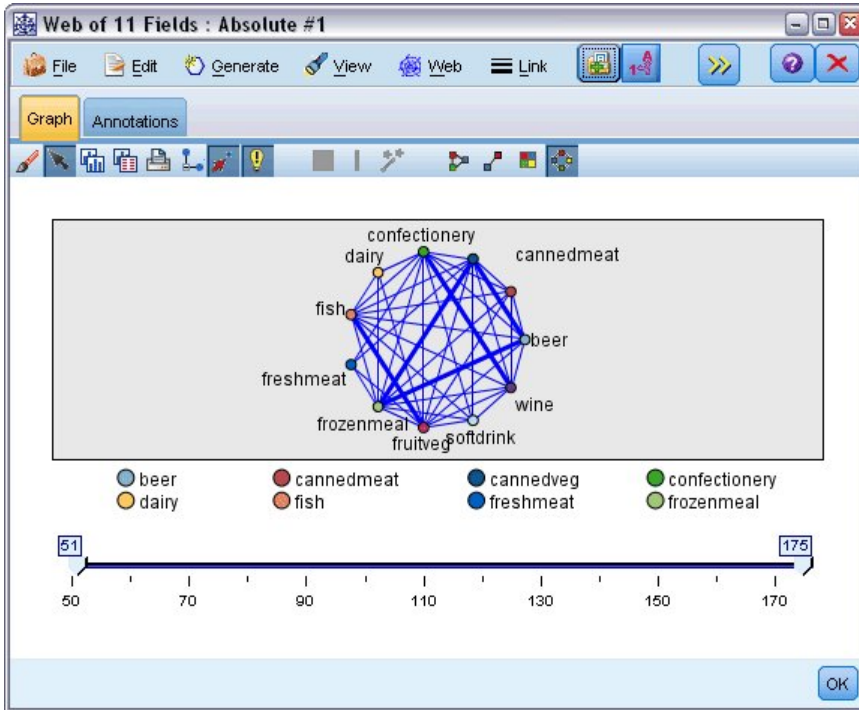 Web of 11 Fields : Absolute #1
File Edit Generate View Web Link
Graph Annotations
confectionery
dairy cannedmeat
fish
beer
freshmeat
wine
frozenmeal
softdrink
fruitveg
beer cannedmeat cannedveg confectionery
dairy fish freshmeat frozenmeal
51 175
50 70 90 110 130 150 170
OK